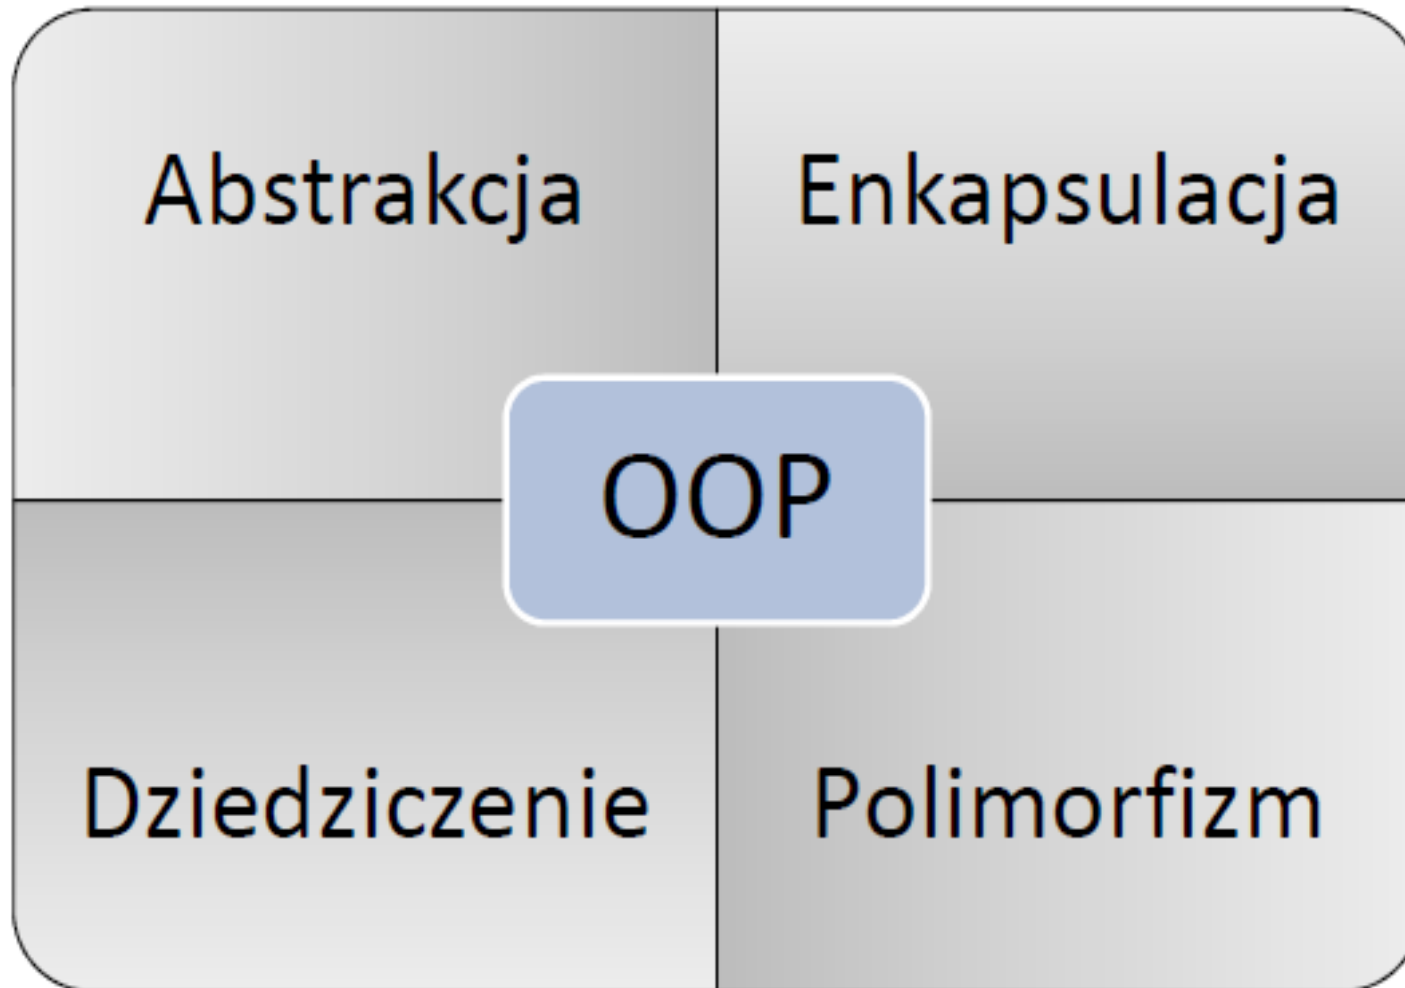 Abstrakcja
Enkapsulacja
OOP
Dziedziczenie
Polimorfizm